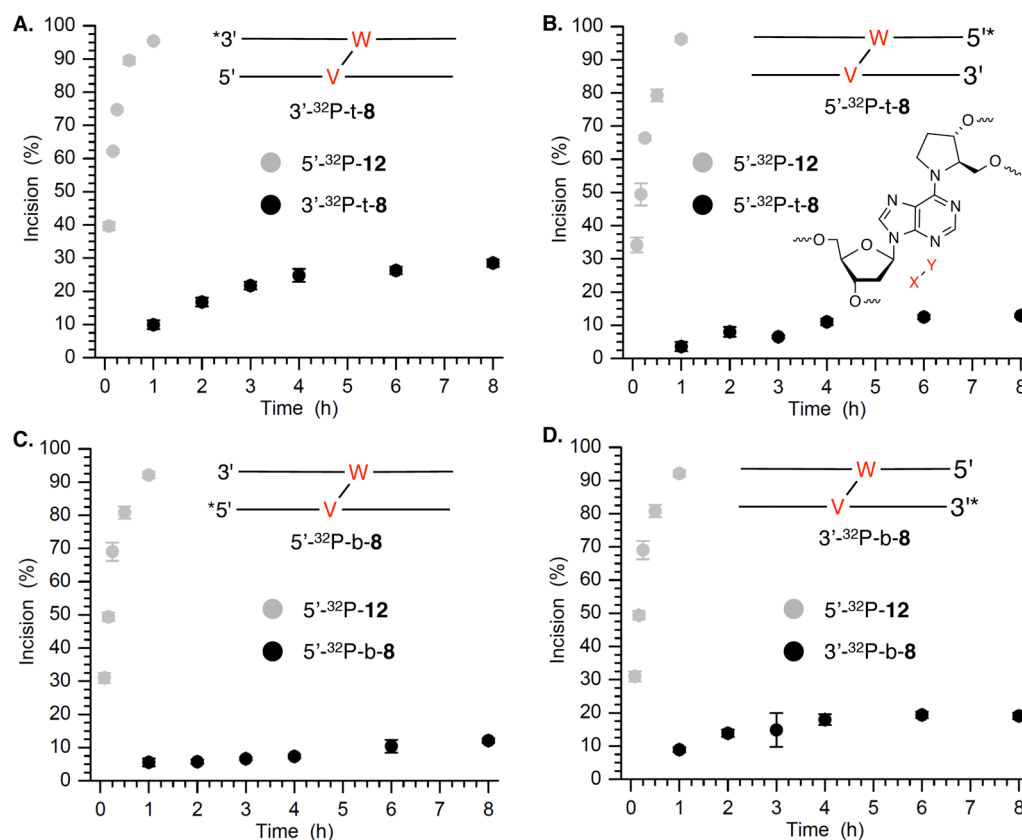 A.
100
90
80
70
60
50
40
30
20
10
0
Incision (%)
0 1 2 3 4 5 6 7 8
Time (h)
*3' W
5' V
3'-³²P-t-8
5'-³²P-12
3'-³²P-t-8
B.
100
90
80
70
60
50
40
30
20
10
0
Incision (%)
0 1 2 3 4 5 6 7 8
Time (h)
W 5'*
V 3'
5'-³²P-t-8
5'-³²P-12
5'-³²P-t-8
O
O
N
N N
N N
O
O
O
Y
X
C.
100
90
80
70
60
50
40
30
20
10
0
Incision (%)
0 1 2 3 4 5 6 7 8
Time (h)
3' W
*5' V
5'-³²P-b-8
5'-³²P-12
5'-³²P-b-8
D.
100
90
80
70
60
50
40
30
20
10
0
Incision (%)
0 1 2 3 4 5 6 7 8
Time (h)
W 5'
V 3'*
3'-³²P-b-8
5'-³²P-12
3'-³²P-b-8